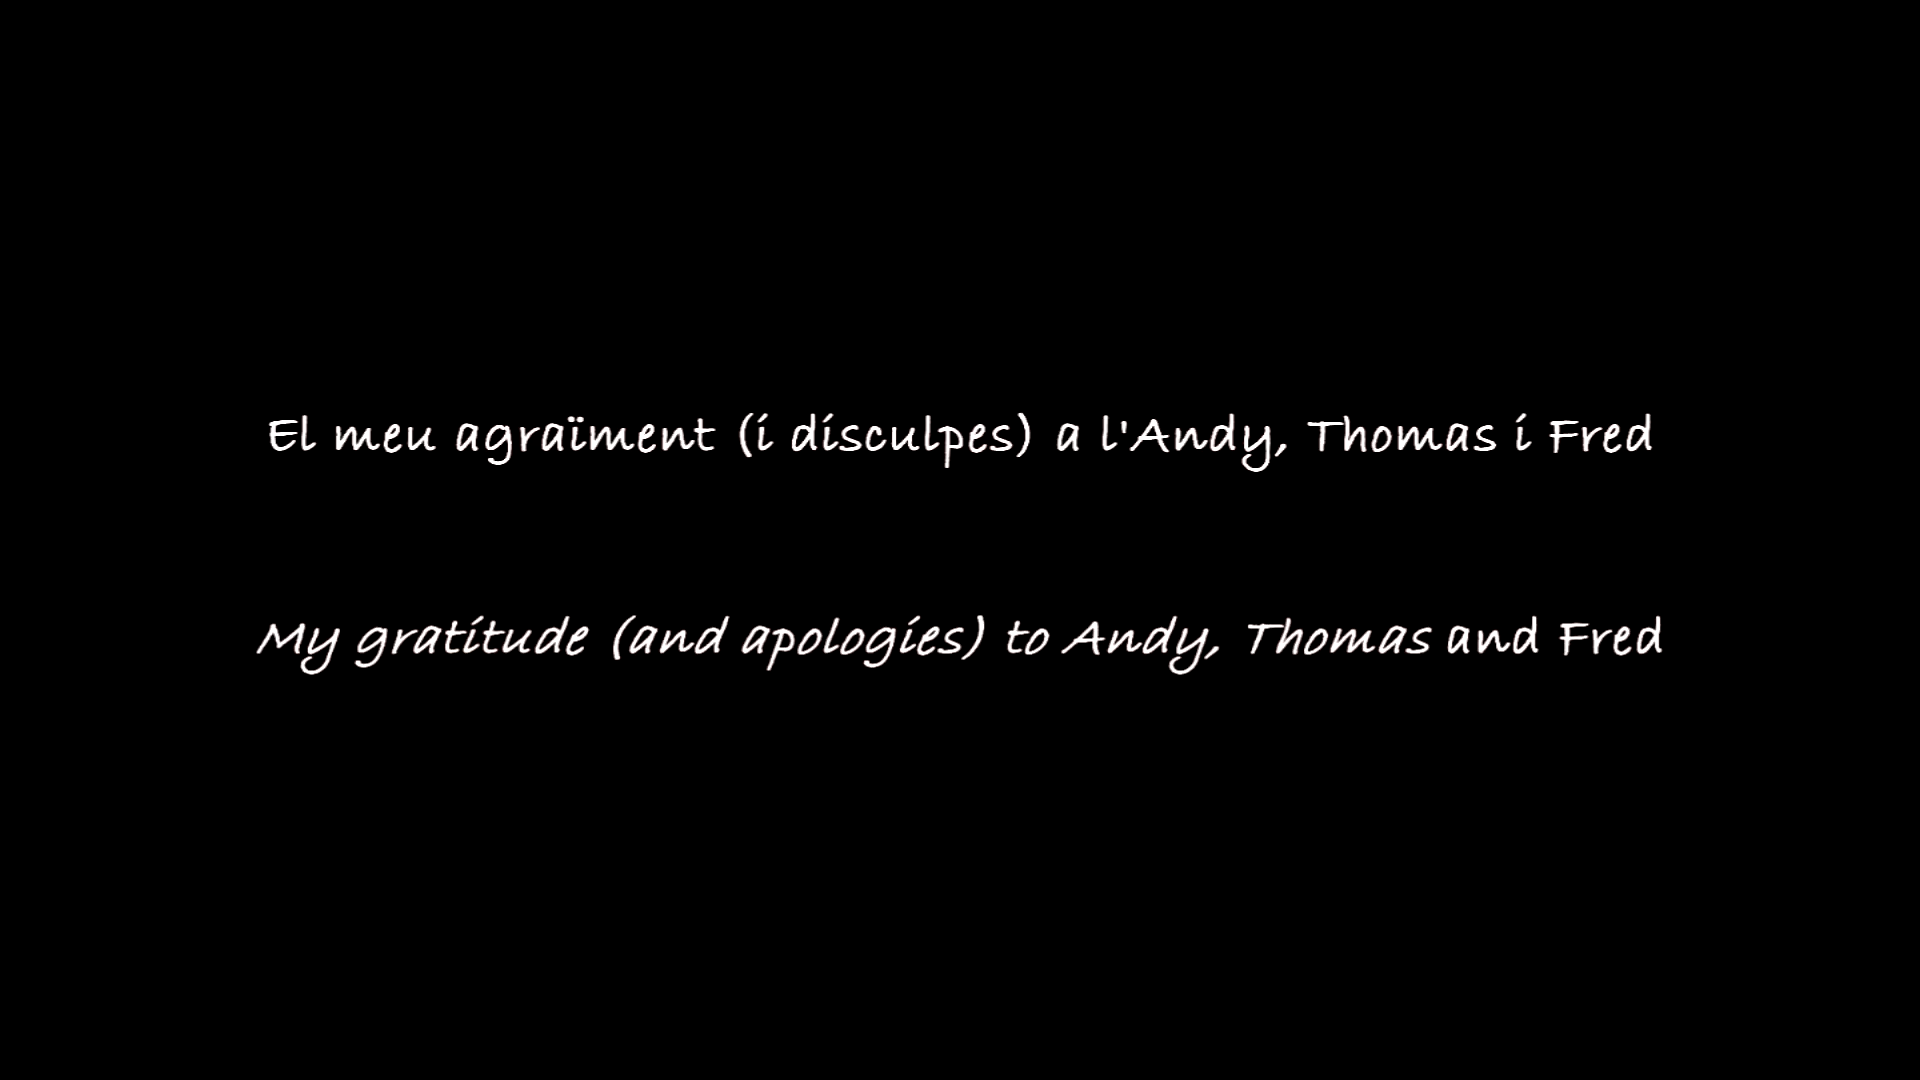 El meu agraïment (i disculpes) a l'Andy, Thomas i Fred
My gratitude (and apologies) to Andy, Thomas and Fred